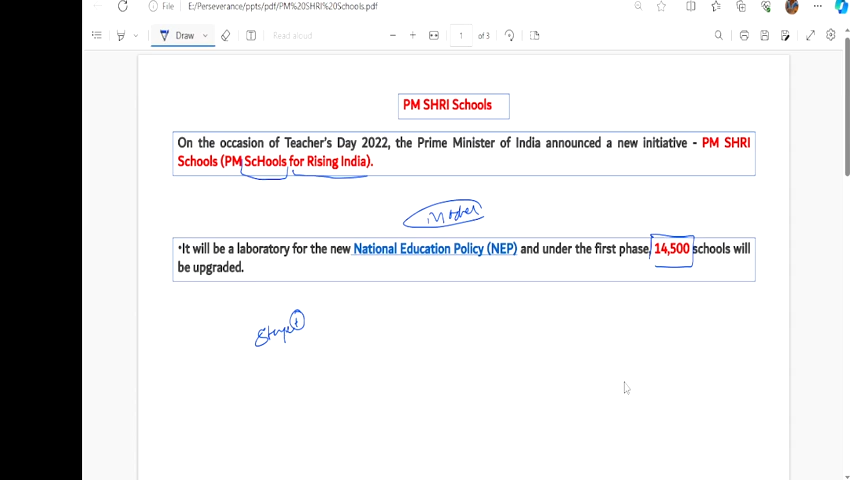 File
E:/Perseverance/ppts/pdf/PM%20SHRI%20Schools.pdf
Draw
Read aloud
1 of 3
PM SHRI Schools
On the occasion of Teacher's Day 2022, the Prime Minister of India announced a new initiative - PM SHRI
Schools (PM ScHools for Rising India).
Model
•It will be a laboratory for the new National Education Policy (NEP) and under the first phase, 14,500 schools will
be upgraded.